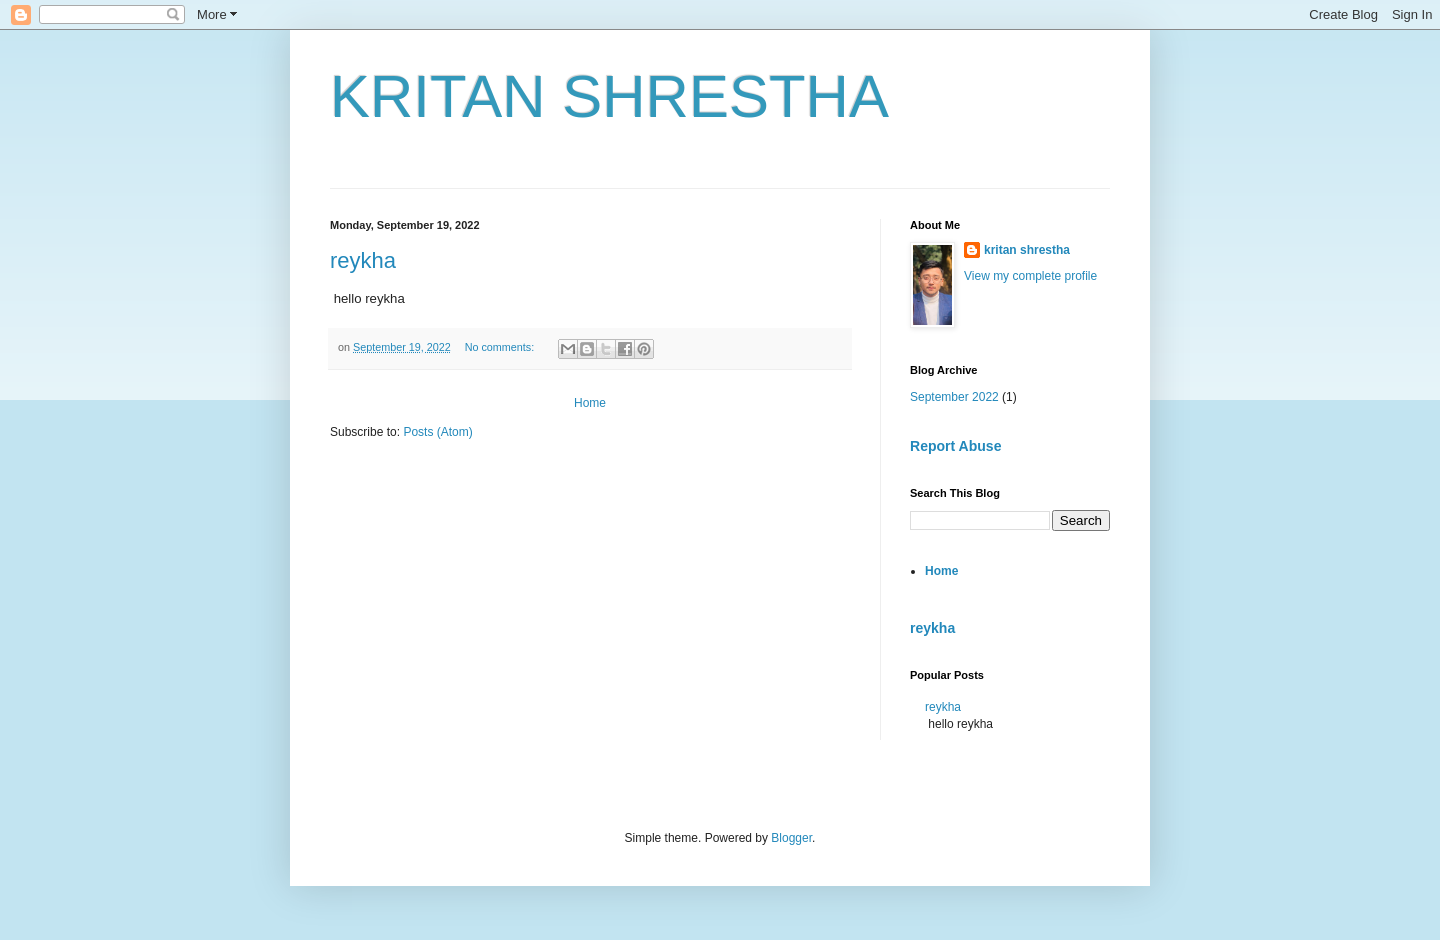 More
Create Blog
Sign In
KRITAN SHRESTHA
Monday, September 19, 2022
reykha
hello reykha
on September 19, 2022
No comments:
Home
Subscribe to: Posts (Atom)
About Me
kritan shrestha
View my complete profile
Blog Archive
September 2022 (1)
Report Abuse
Search This Blog
Search
Home
reykha
Popular Posts
reykha
hello reykha
Simple theme. Powered by Blogger.